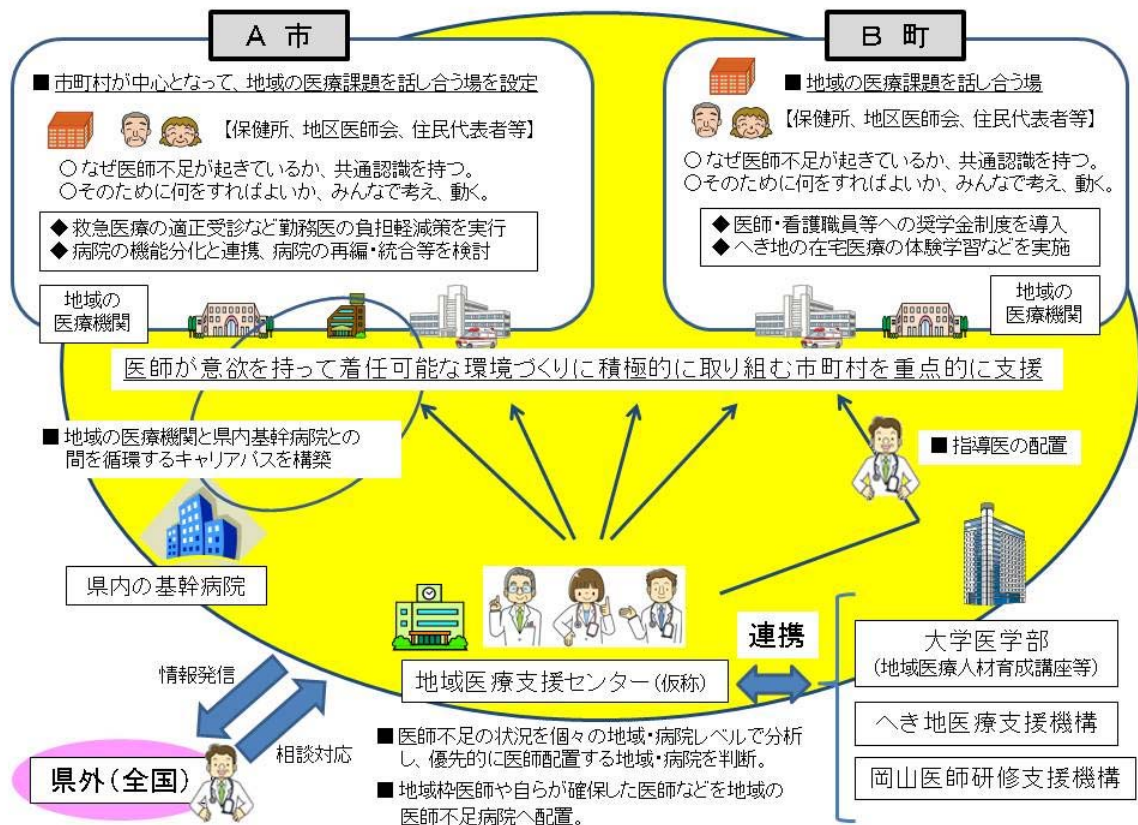 A 市
■ 市町村が中心となって、地域の医療課題を話し合う場を設定
【保健所、地区医師会、住民代表者等】
○なぜ医師不足が起きているか、共通認識を持つ。
○そのために何をすればよいか、みんなで考え、動く。
◆ 救急医療の適正受診など勤務医の負担軽減策を実行
◆ 病院の機能分化と連携、病院の再編・統合等を検討
地域の
医療機関
B 町
■ 地域の医療課題を話し合う場
【保健所、地区医師会、住民代表者等】
○なぜ医師不足が起きているか、共通認識を持つ。
○そのために何をすればよいか、みんなで考え、動く。
◆ 医師・看護職員等への奨学金制度を導入
◆ へき地の在宅医療の体験学習などを実施
地域の
医療機関
医師が意欲を持って着任可能な環境づくりに積極的に取り組む市町村を重点的に支援
■ 地域の医療機関と県内基幹病院との
間を循環するキャリアパスを構築
■ 指導医の配置
県内の基幹病院
情報発信
相談対応
県外(全国)
地域医療支援センター(仮称)
連携
大学医学部
(地域医療人材育成講座等)
へき地医療支援機構
岡山医師研修支援機構
■ 医師不足の状況を個々の地域・病院レベルで分析
し、優先的に医師配置する地域・病院を判断。
■ 地域枠医師や自らが確保した医師などを地域の
医師不足病院へ配置。